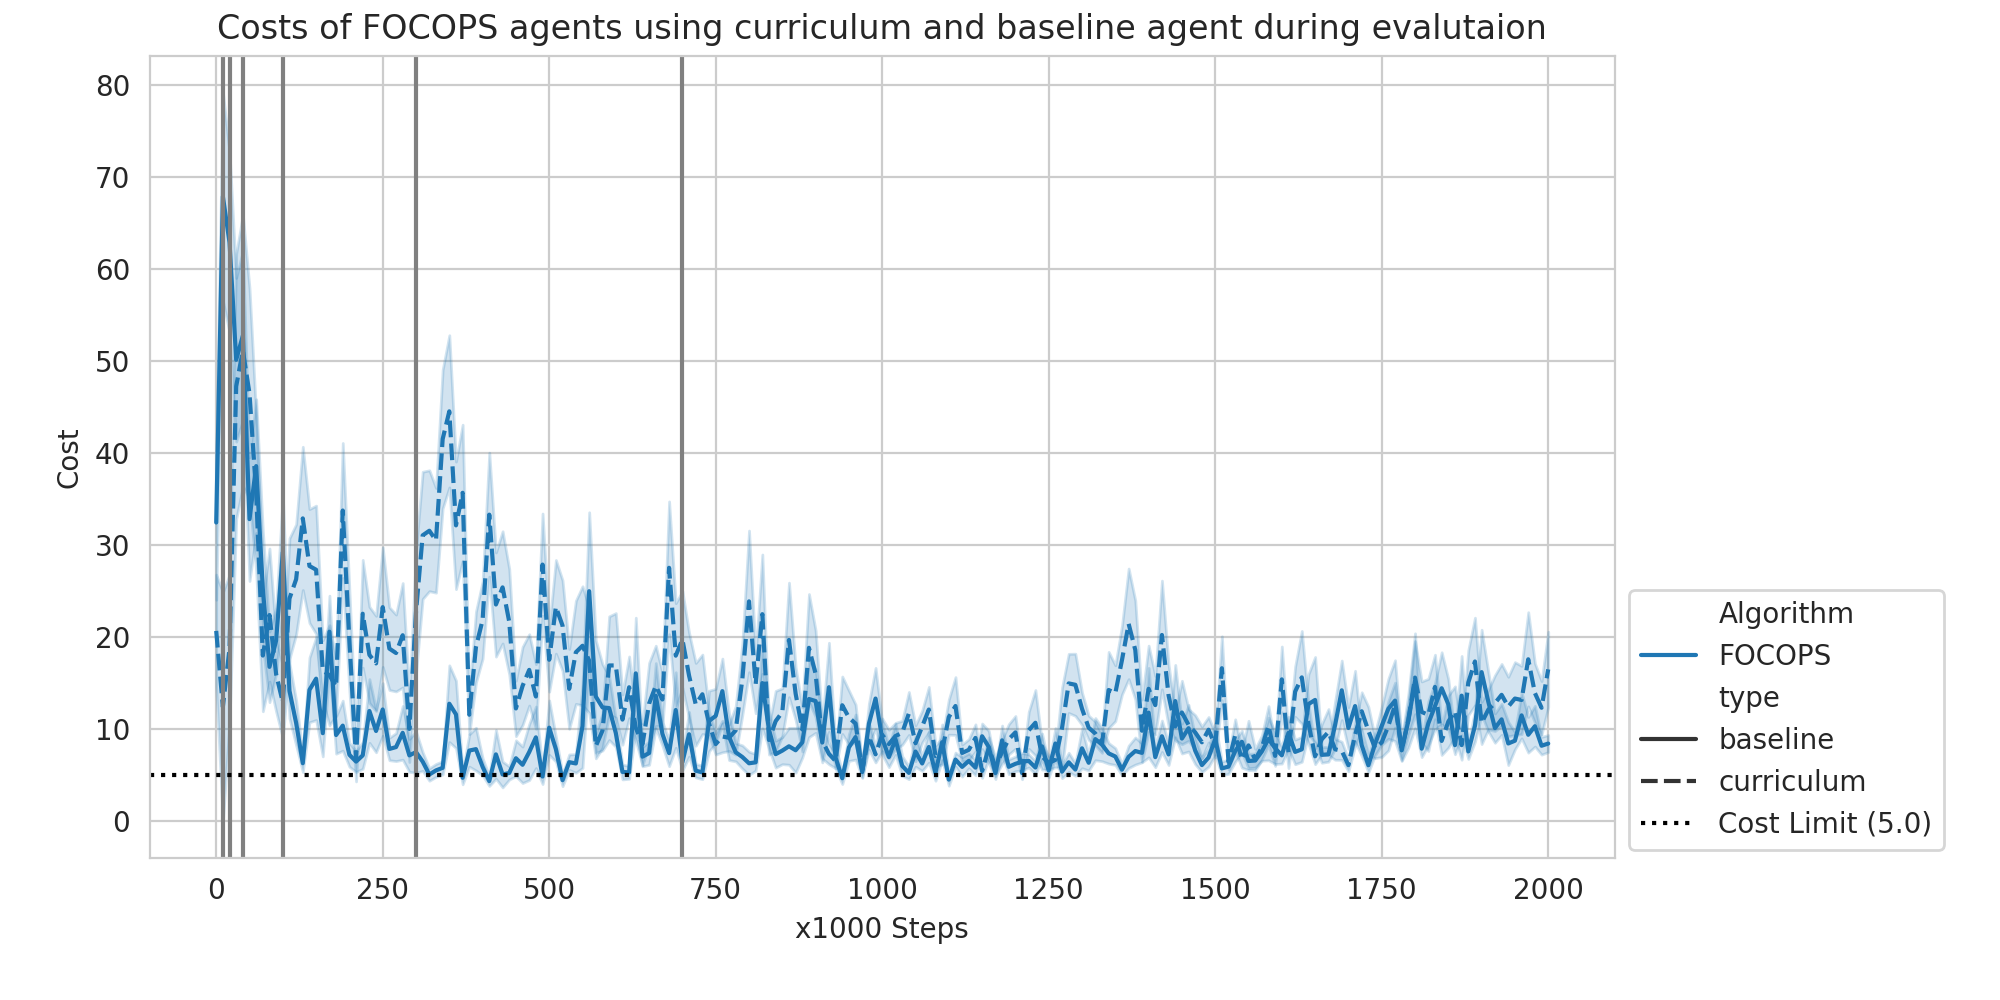 Costs of FOCOPS agents using curriculum and baseline agent during evalutaion
80
70
60
50
40
30
20
10
0
Cost
0 250 500 750 1000 1250 1500 1750 2000
x1000 Steps
Algorithm
FOCOPS
type
baseline
curriculum
Cost Limit (5.0)